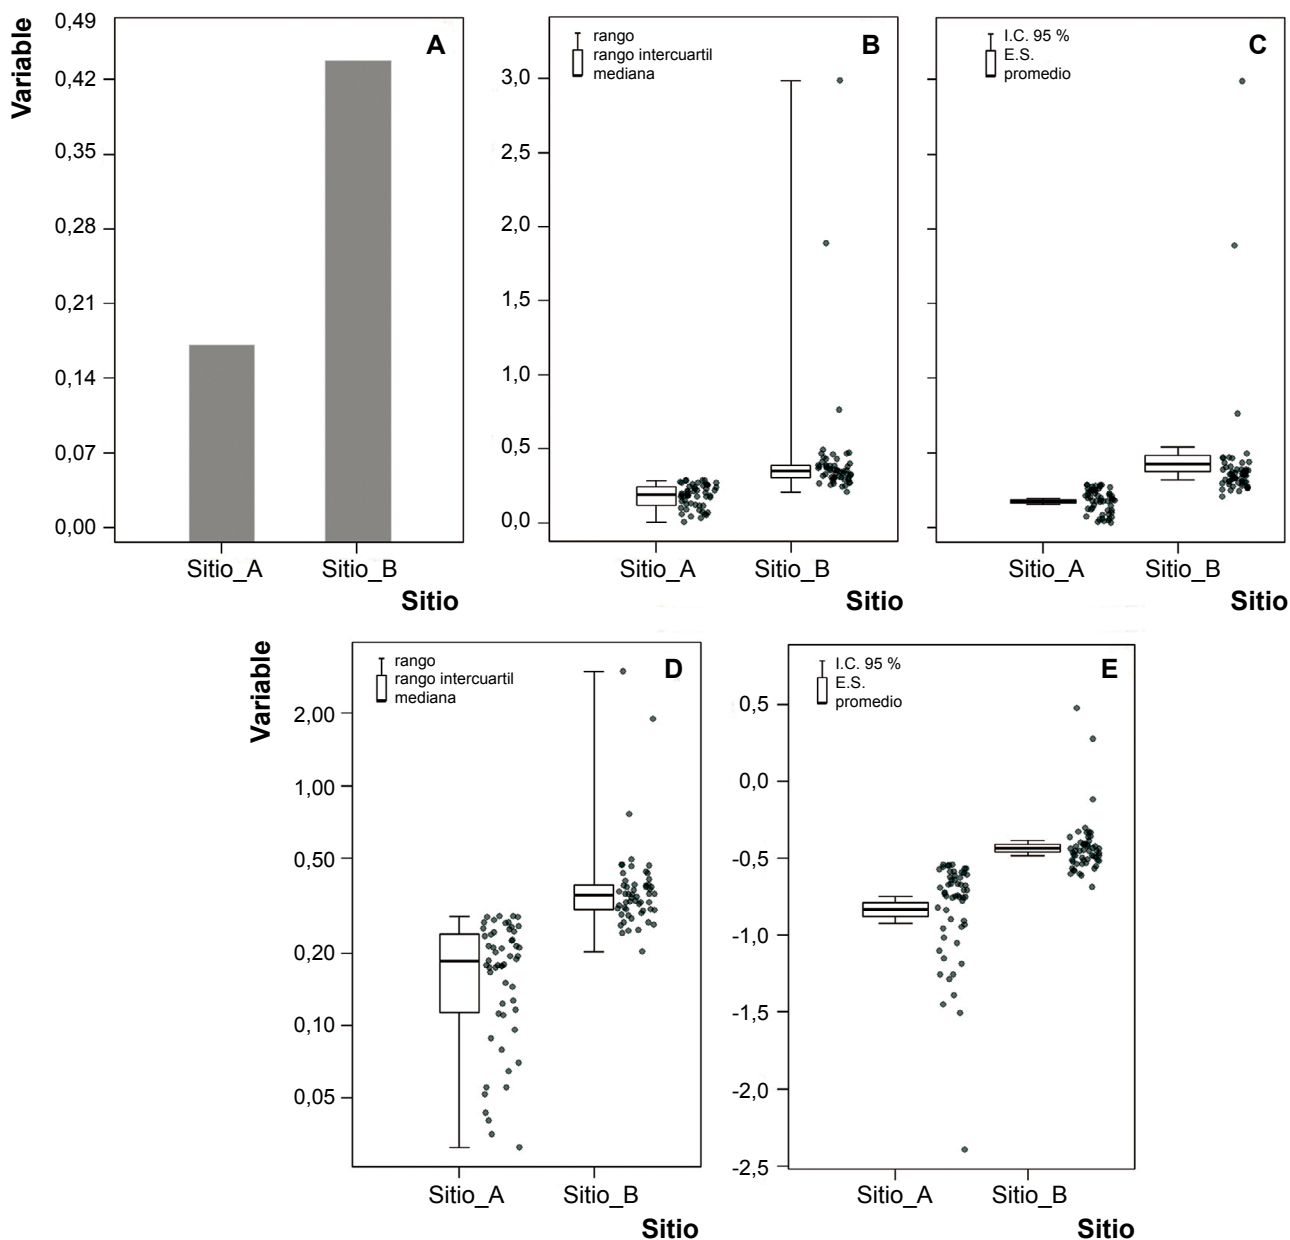 Variable
A
0,49
0,42
0,35
0,28
0,21
0,14
0,07
0,00
Sitio_A
Sitio_B
Sitio
B
rango
rango intercuartil
mediana
3,0
2,5
2,0
1,5
1,0
0,5
0,0
Sitio_A
Sitio_B
Sitio
C
I.C. 95 %
E.S.
promedio
Sitio_A
Sitio_B
Sitio
Variable
D
rango
rango intercuartil
mediana
2,00
1,00
0,50
0,20
0,10
0,05
Sitio_A
Sitio_B
Sitio
E
I.C. 95 %
E.S.
promedio
0,5
0,0
-0,5
-1,0
-1,5
-2,0
-2,5
Sitio_A
Sitio_B
Sitio